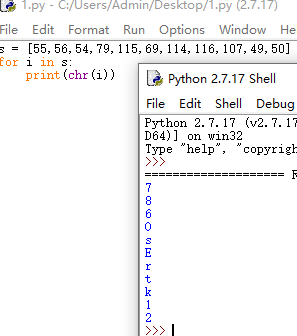 1.py - C:/Users/Admin/Desktop/1.py (2.7.17)
File Edit Format Run Options Window
s = [55,56,54,79,115,69,114,116,107,49,50]
for i in s:
    print(chr(i))
Python 2.7.17 Shell
File Edit Shell Debug
Python 2.7.17 (v2.7.17
D64)] on win32
Type "help", "copyrigh
>>>
==================== R
7
8
6
O
s
E
r
t
k
1
2
>>>